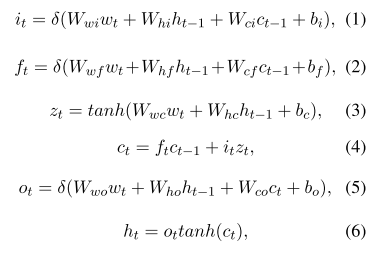 i_t = δ(W_{wi}w_t + W_{hi}h_{t−1} + W_{ci}c_{t−1} + b_i), (1)
f_t = δ(W_{wf}w_t + W_{hf}h_{t−1} + W_{cf}c_{t−1} + b_f), (2)
z_t = tanh(W_{wc}w_t + W_{hc}h_{t−1} + b_c), (3)
c_t = f_tc_{t−1} + i_tz_t, (4)
o_t = δ(W_{wo}w_t + W_{ho}h_{t−1} + W_{co}c_t + b_o), (5)
h_t = o_ttanh(c_t), (6)